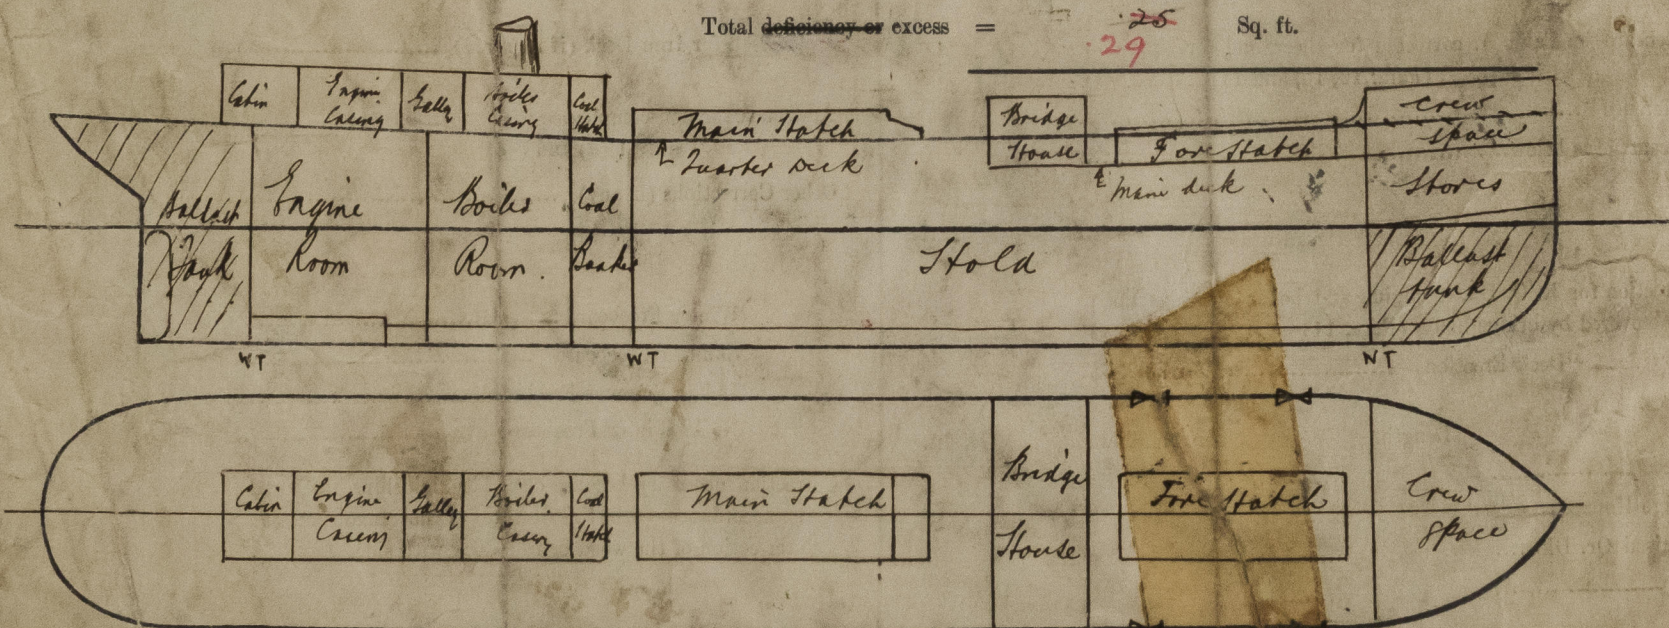 Total deficiency or excess = .25 Sq. ft.
.29
Cabin
Engine
Casing
Galley
Boiler
Casing
Coal
Hatch
Main Hatch
Quarter Deck
Bridge
House
Fore Hatch
Main deck
Crew
Space
Stores
Ballast
Tank
Engine
Room
Boiler
Room.
Coal
Bunker
Hold
Ballast
tank
WT
WT
WT
Cabin
Engine
Casing
Galley
Boiler
Casing
Coal
Hatch
Main Hatch
Bridge
House
Fore Hatch
Crew
Space